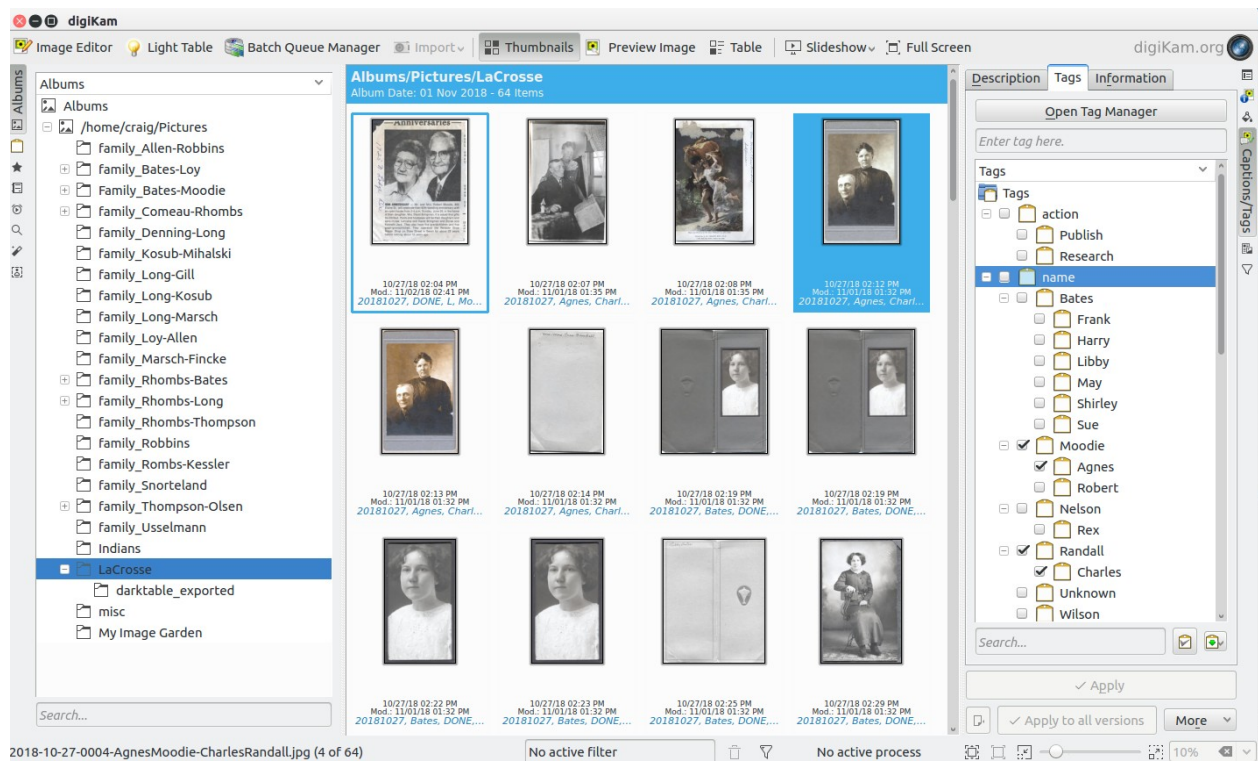 digiKam
Image Editor Light Table Batch Queue Manager Import Thumbnails Preview Image Table Slideshow Full Screen digiKam.org
Albums
Albums
Albums
/home/craig/Pictures
family_Allen-Robbins
family_Bates-Loy
Family_Bates-Moodie
family_Comeau-Rhombs
family_Denning-Long
family_Kosub-Mihalski
family_Long-Gill
family_Long-Kosub
family_Long-Marsch
family_Loy-Allen
family_Marsch-Fincke
family_Rhombs-Bates
family_Rhombs-Long
family_Rhombs-Thompson
family_Robbins
family_Rombs-Kessler
family_Snorteland
family_Thompson-Olsen
family_Usselmann
Indians
LaCrosse
darktable_exported
misc
My Image Garden
Search...
Albums/Pictures/LaCrosse
Album Date: 01 Nov 2018 - 64 Items
Anniversaries
10/27/18 02:04 PM
Mod.: 11/02/18 02:41 PM
20181027, DONE, L, Mo...
10/27/18 02:07 PM
Mod.: 11/01/18 01:35 PM
20181027, Agnes, Charl...
10/27/18 02:08 PM
Mod.: 11/01/18 01:35 PM
20181027, Agnes, Charl...
10/27/18 02:12 PM
Mod.: 11/01/18 01:32 PM
20181027, Agnes, Charl...
10/27/18 02:13 PM
Mod.: 11/01/18 01:32 PM
20181027, Agnes, Charl...
10/27/18 02:14 PM
Mod.: 11/01/18 01:32 PM
20181027, Agnes, Charl...
10/27/18 02:19 PM
Mod.: 11/01/18 01:32 PM
20181027, Bates, DONE,...
10/27/18 02:19 PM
Mod.: 11/01/18 01:32 PM
20181027, Bates, DONE,...
10/27/18 02:22 PM
Mod.: 11/01/18 01:32 PM
20181027, Bates, DONE,...
10/27/18 02:23 PM
Mod.: 11/01/18 01:32 PM
20181027, Bates, DONE,...
10/27/18 02:25 PM
Mod.: 11/01/18 01:32 PM
20181027, Bates, DONE,...
10/27/18 02:29 PM
Mod.: 11/01/18 01:32 PM
20181027, Bates, DONE,...
Description Tags Information
Open Tag Manager
Enter tag here.
Tags
Tags
action
Publish
Research
name
Bates
Frank
Harry
Libby
May
Shirley
Sue
Moodie
Agnes
Robert
Nelson
Rex
Randall
Charles
Unknown
Wilson
Search...
Apply
Apply to all versions More
Captions/Tags
2018-10-27-0004-AgnesMoodie-CharlesRandall.jpg (4 of 64) No active filter No active process 10%